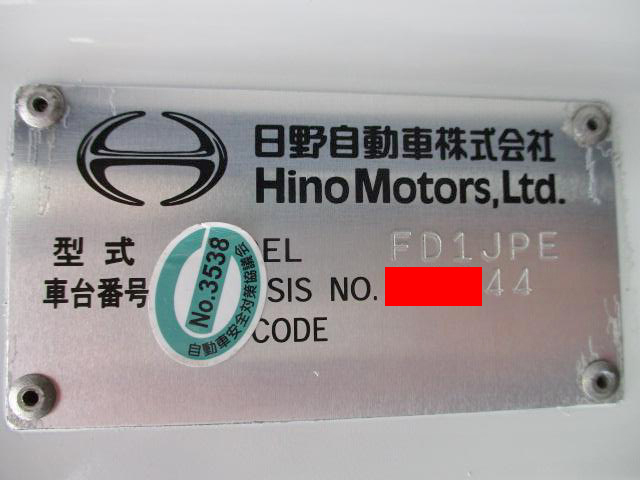 日野自動車株式会社
Hino Motors, Ltd.
型式 EL FD1JPE
車台番号 SIS NO. 44
CODE
No.3538
自動車安全対策協議会